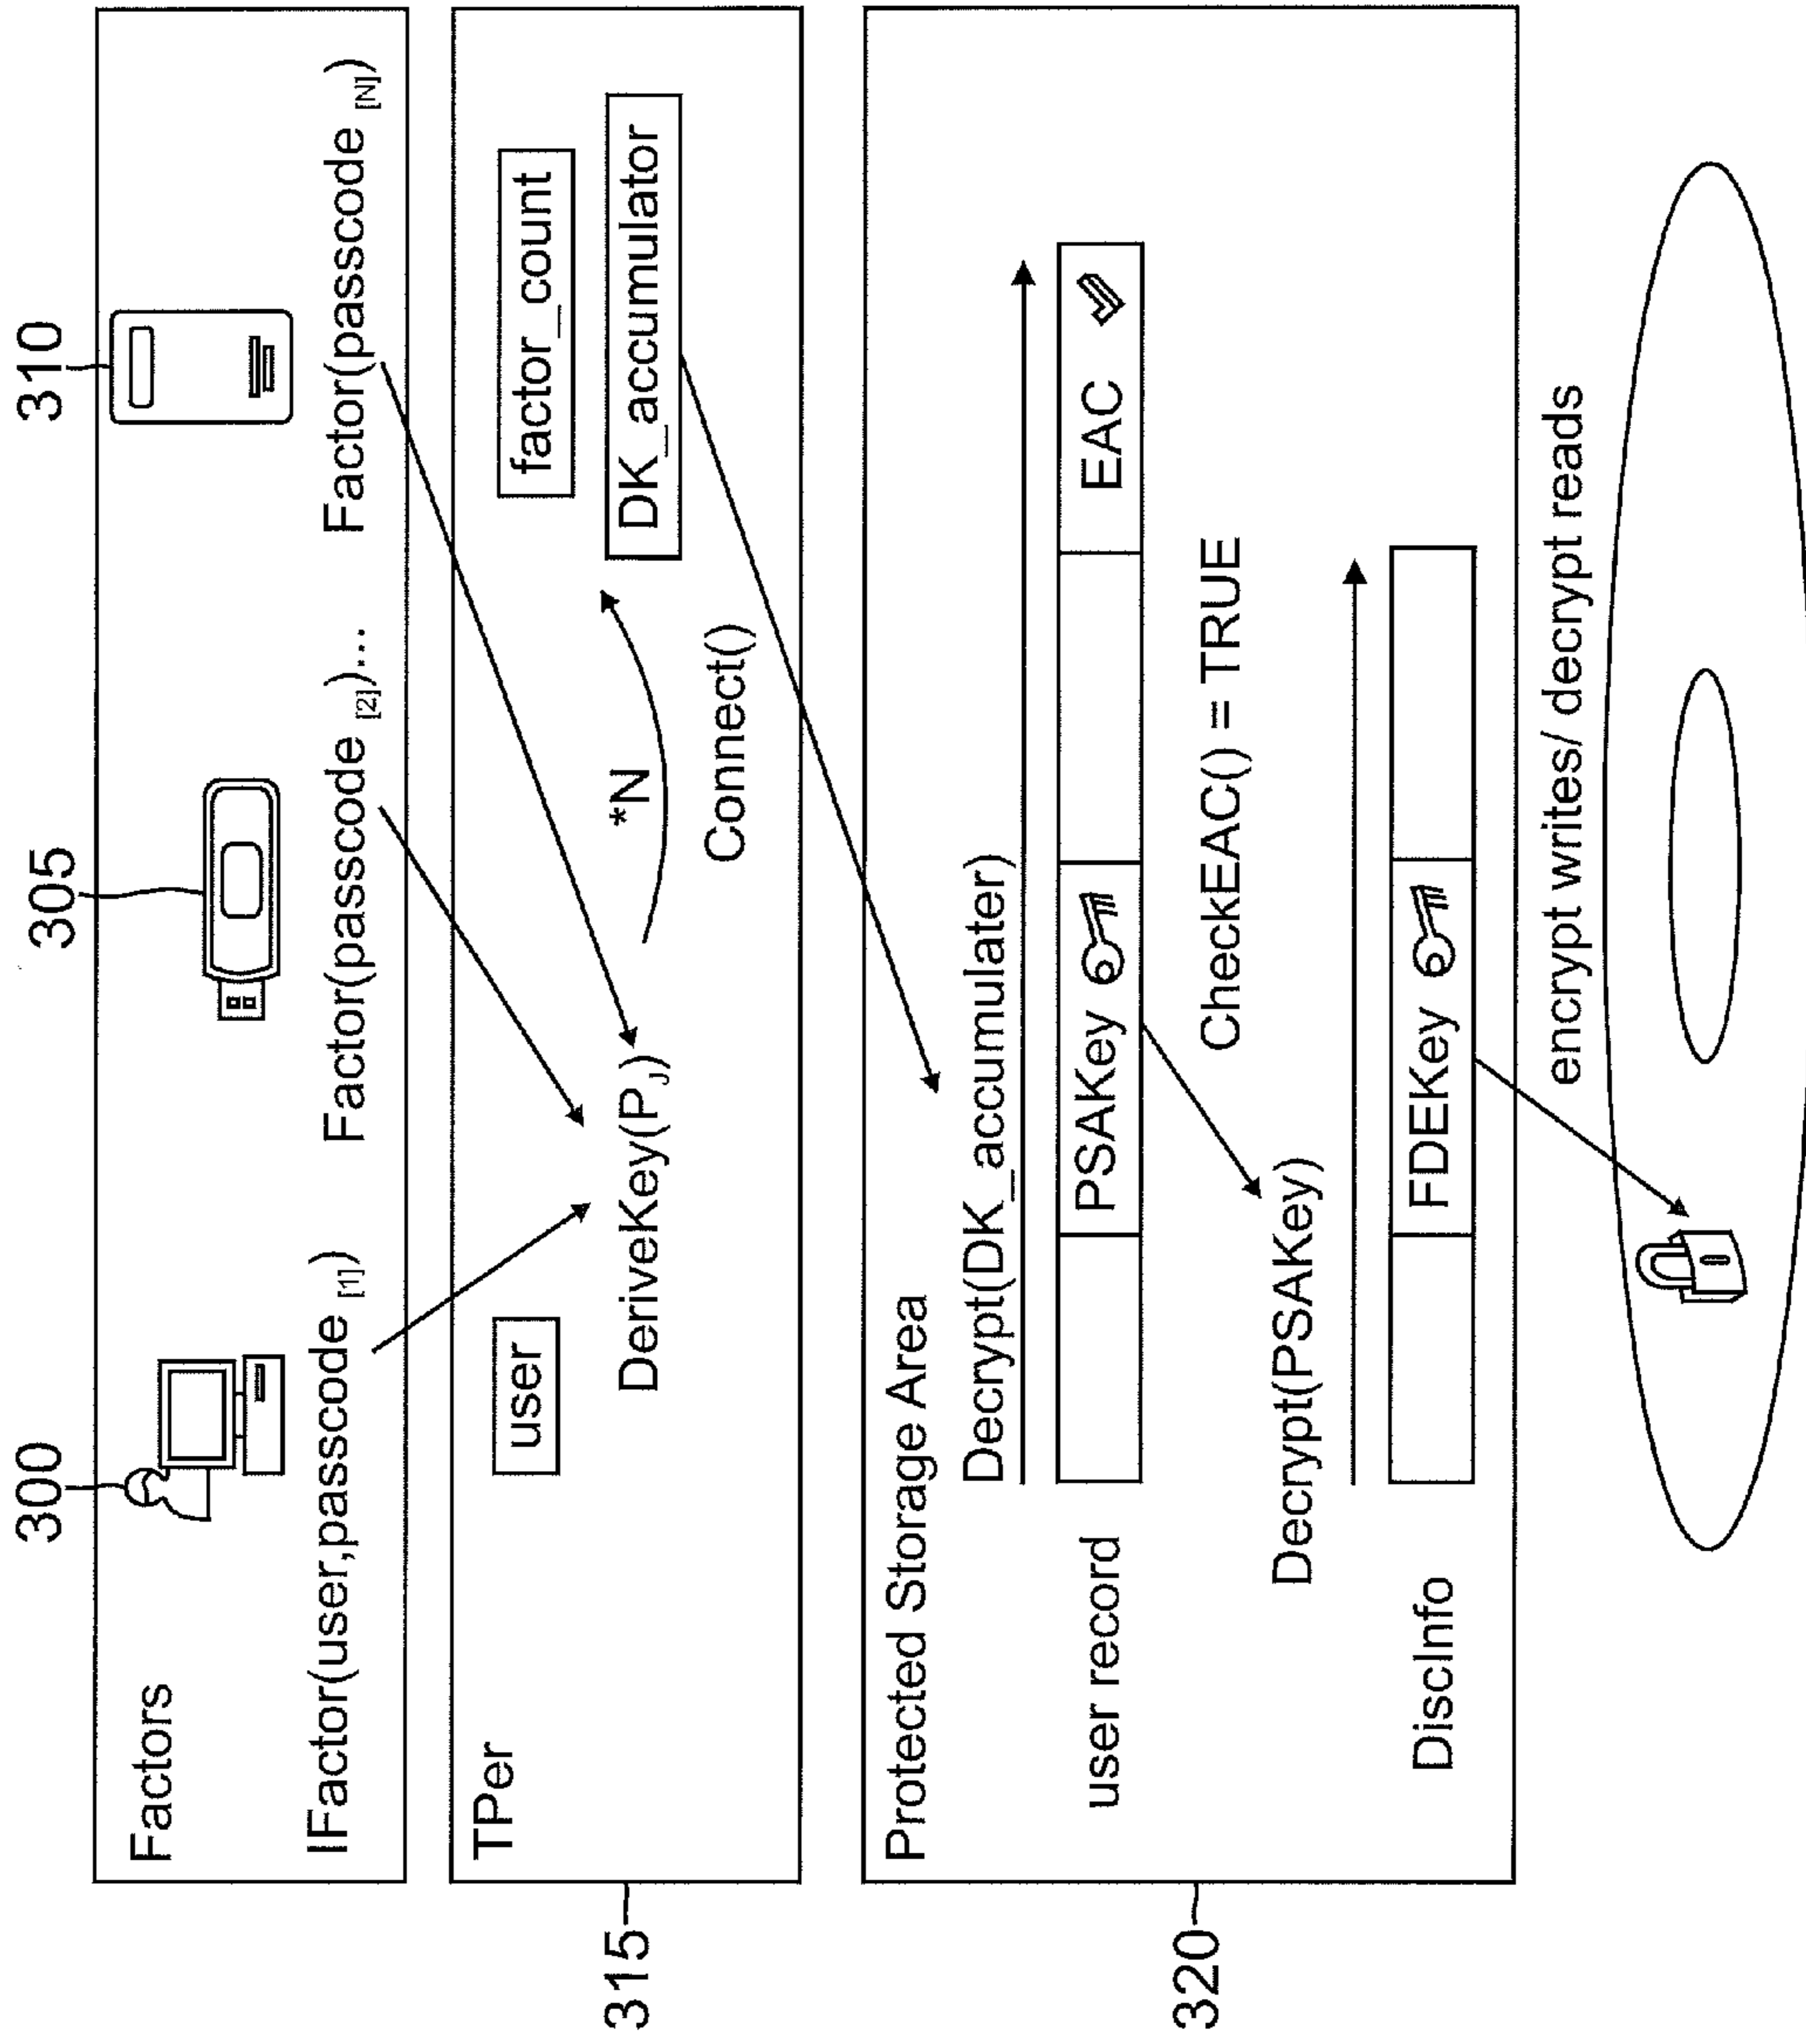 300
305
310
Factors
IFactor(user,passcode [1])
Factor(passcode [2])...
Factor(passcode [N])
315
TPer
user
factor_count
DeriveKey(PJ)
*N
DK_accumulator
Connect()
320
Protected Storage Area
Decrypt(DK_accumulater)
user record
PSAKey
EAC
CheckEAC() = TRUE
Decrypt(PSAKey)
DiscInfo
FDEKey
encrypt writes/ decrypt reads